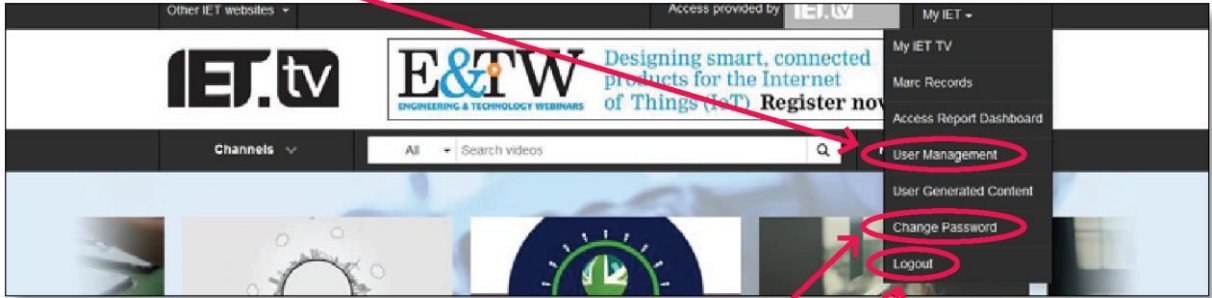 Other IET websites
Access provided by
IET.tv
My IET
IET.tv
E&TW
ENGINEERING & TECHNOLOGY WEBINARS
Designing smart, connected
products for the Internet
of Things (IoT) Register now
My IET TV
Marc Records
Access Report Dashboard
Channels
All
Search videos
User Management
User Generated Content
Change Password
Logout